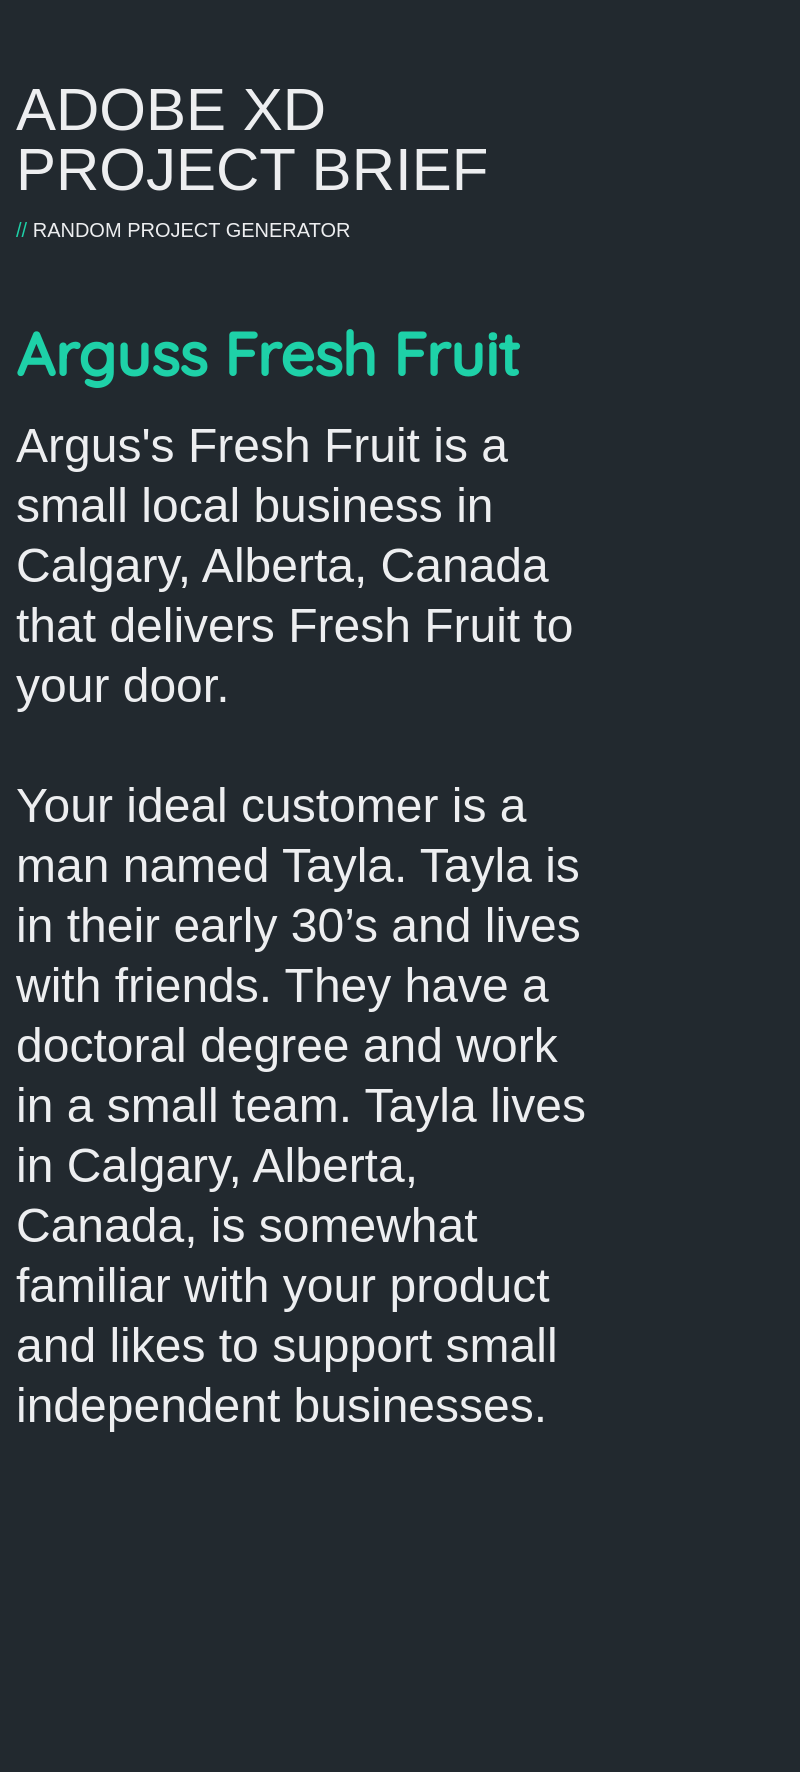 ADOBE XD
PROJECT BRIEF
// RANDOM PROJECT GENERATOR
Arguss Fresh Fruit
Argus's Fresh Fruit is a
small local business in
Calgary, Alberta, Canada
that delivers Fresh Fruit to
your door.
Your ideal customer is a
man named Tayla. Tayla is
in their early 30’s and lives
with friends. They have a
doctoral degree and work
in a small team. Tayla lives
in Calgary, Alberta,
Canada, is somewhat
familiar with your product
and likes to support small
independent businesses.